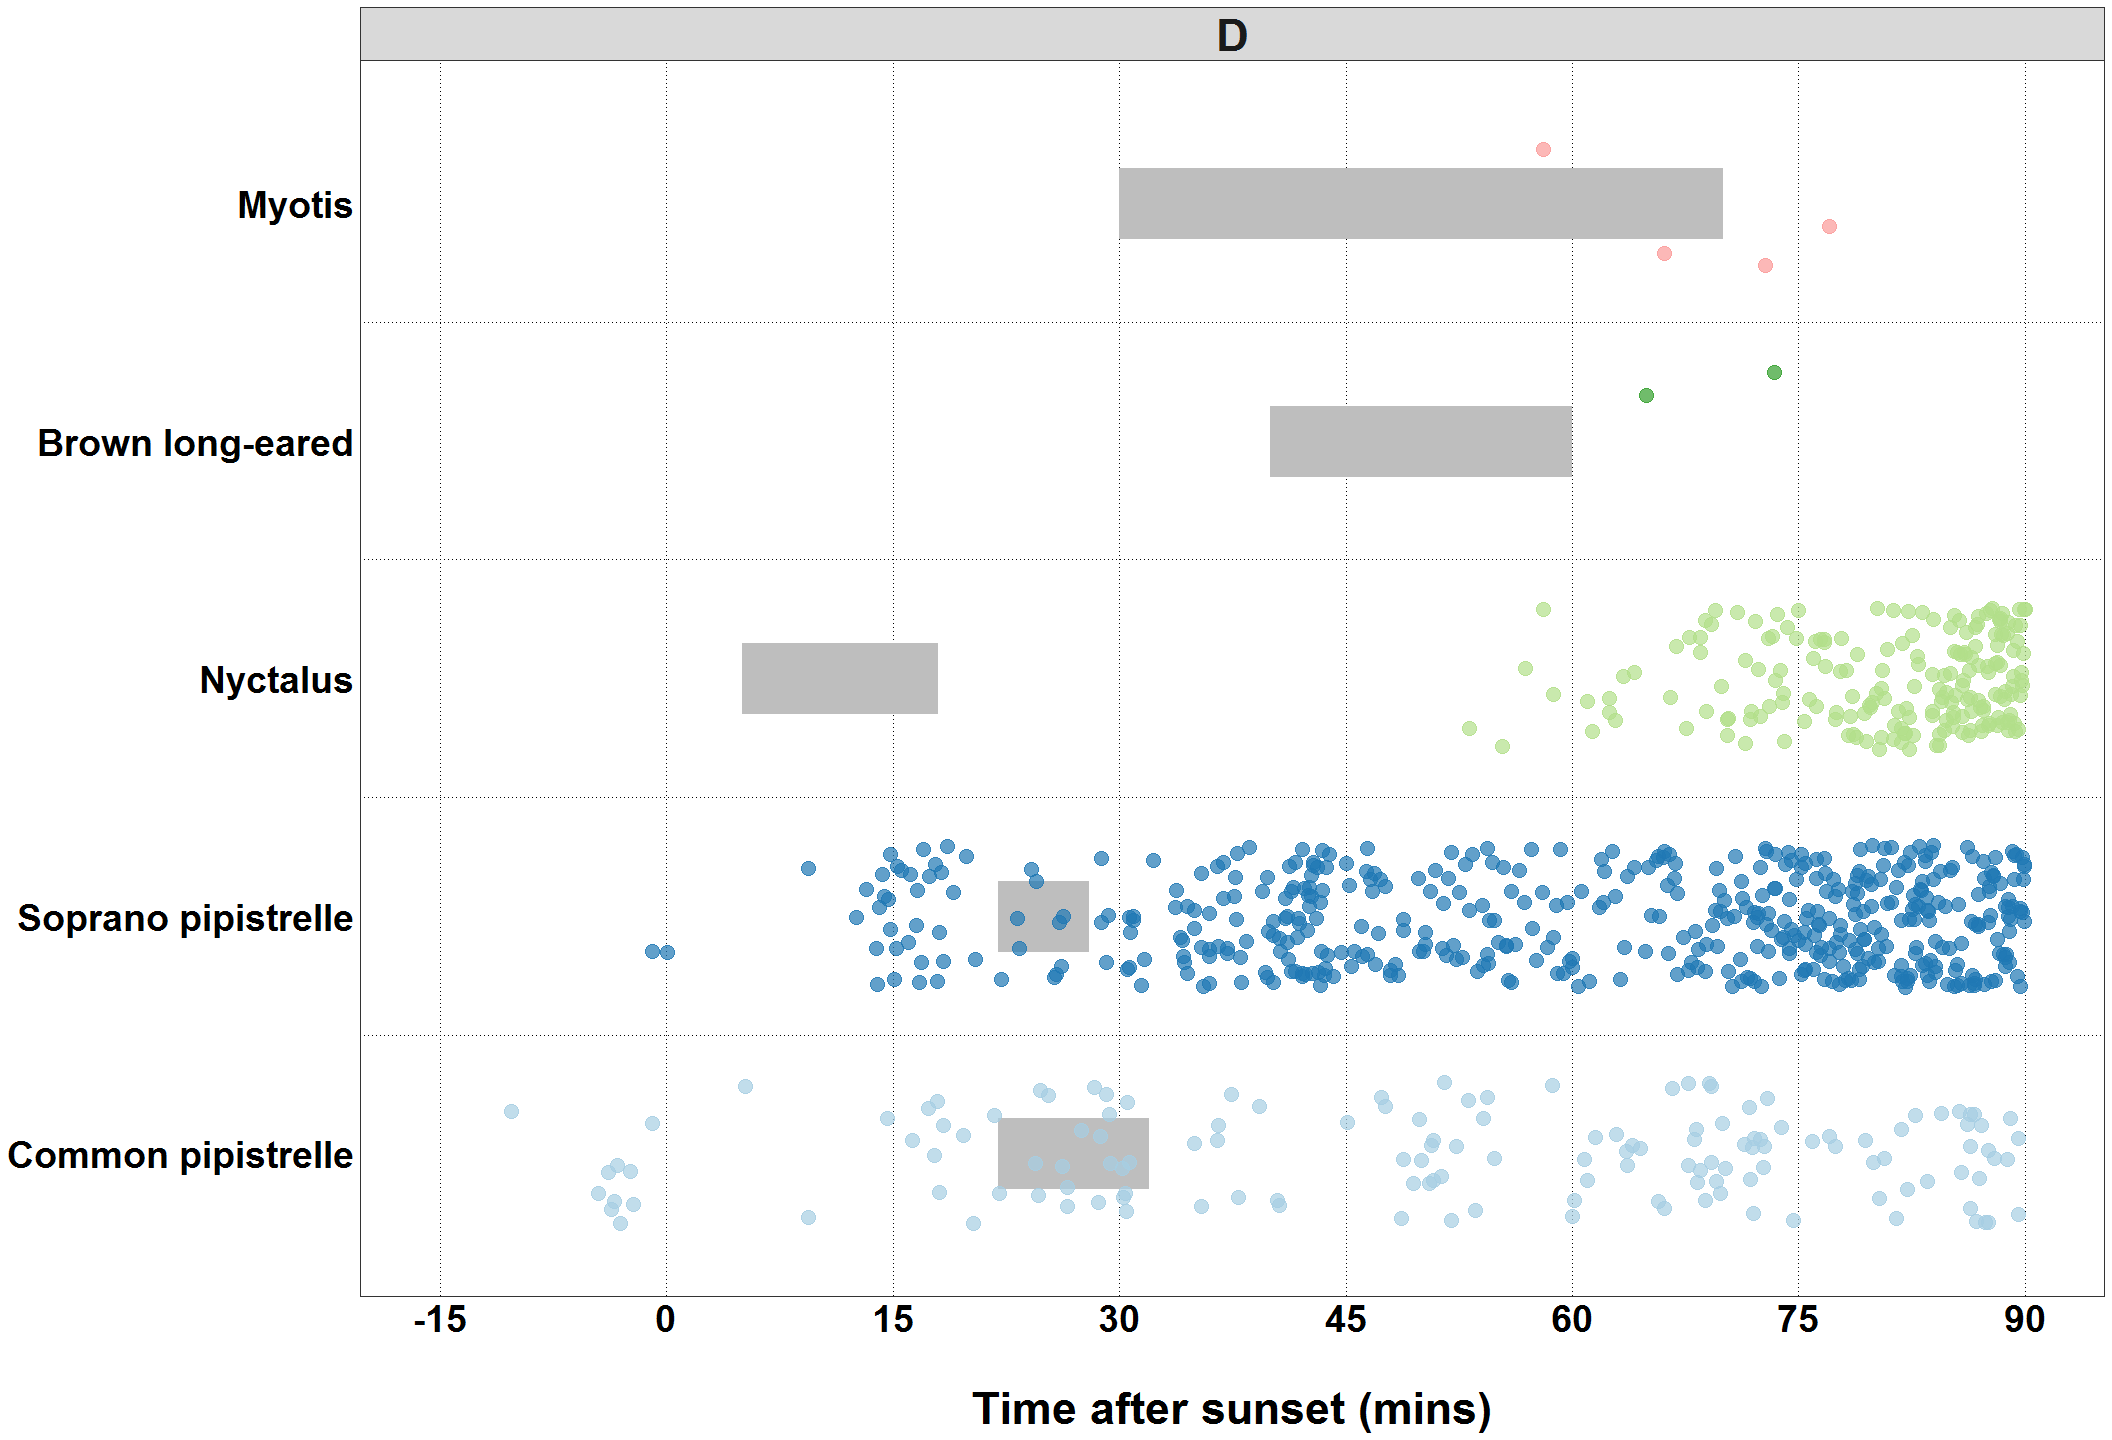 D
Myotis
Brown long-eared
Nyctalus
Soprano pipistrelle
Common pipistrelle
-15 0 15 30 45 60 75 90
Time after sunset (mins)